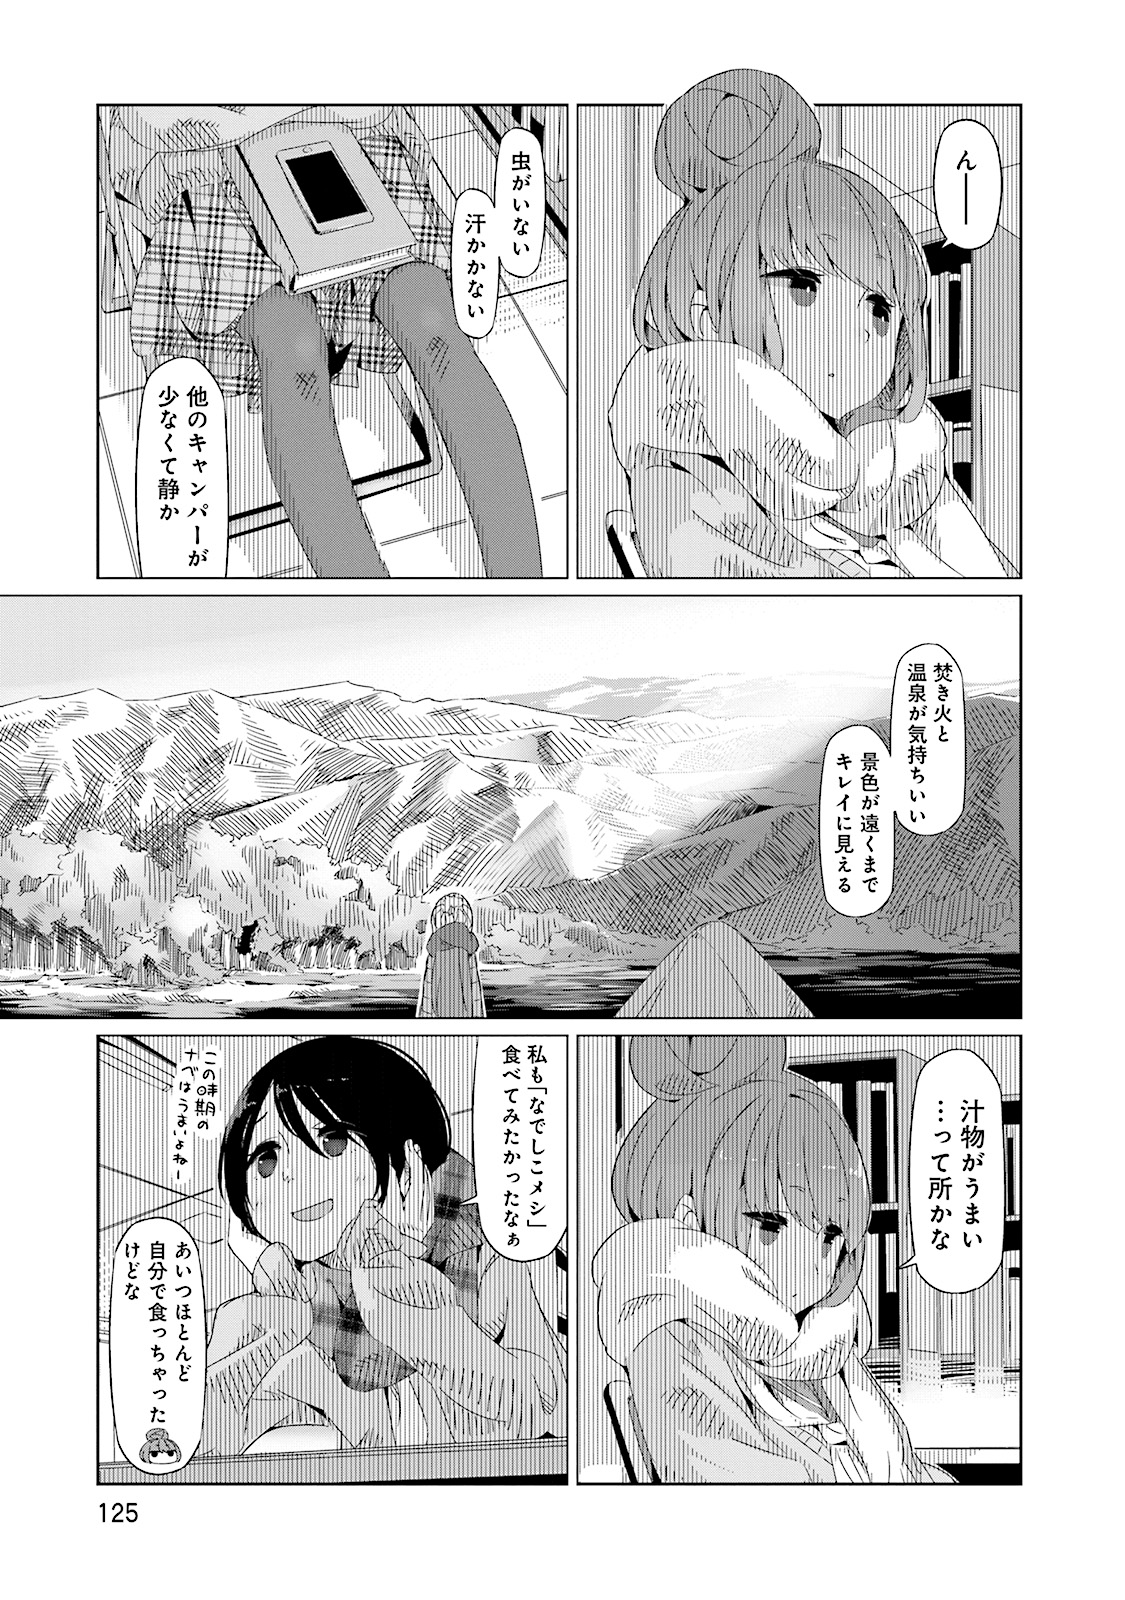 んーー
虫がいない
汗かかない
他のキャンパーが
少なくて静か
焚き火と
温泉が気持ちいい
景色が遠くまで
キレイに見える
汁物がうまい
…って所かな
私も「なでしこメシ」
食べてみたかったなぁ
この時期の
ナベはうまいよねー
あいつほとんど
自分で食っちゃった
けどな
125